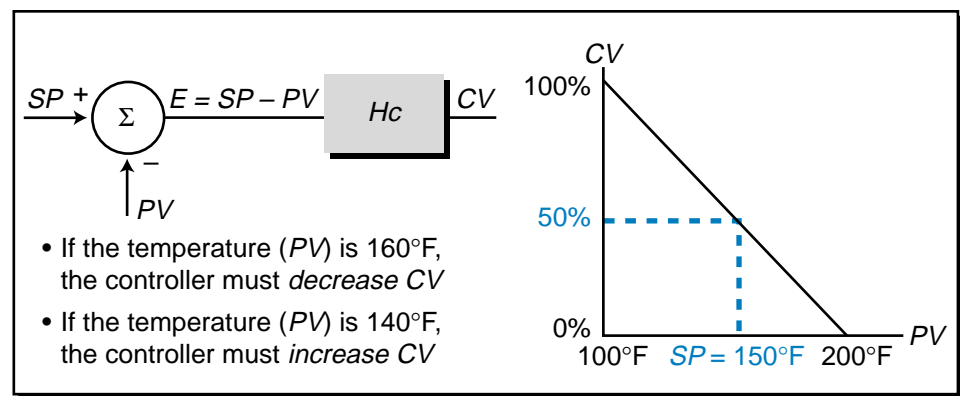 SP + Σ E = SP – PV Hc CV
–
PV
• If the temperature (PV) is 160°F,
the controller must decrease CV
• If the temperature (PV) is 140°F,
the controller must increase CV
CV
100%
50%
0%
PV
100°F SP = 150°F 200°F